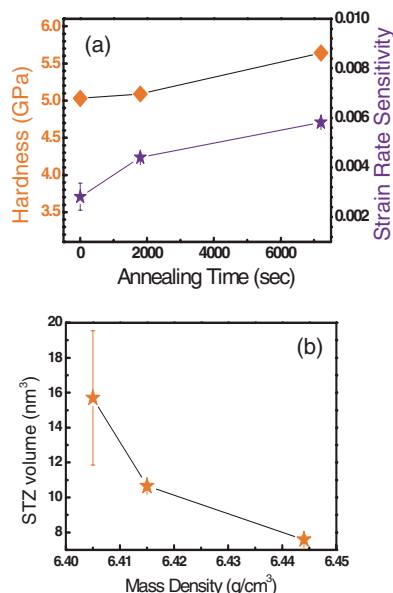 (a)
Hardness (GPa)
6.0
5.5
5.0
4.5
4.0
3.5
0.010
0.008
0.006
0.004
0.002
Strain Rate Sensitivity
0 2000 4000 6000
Annealing Time (sec)
(b)
STZ volume (nm³)
20
18
16
14
12
10
8
6.40 6.41 6.42 6.43 6.44 6.45
Mass Density (g/cm³)